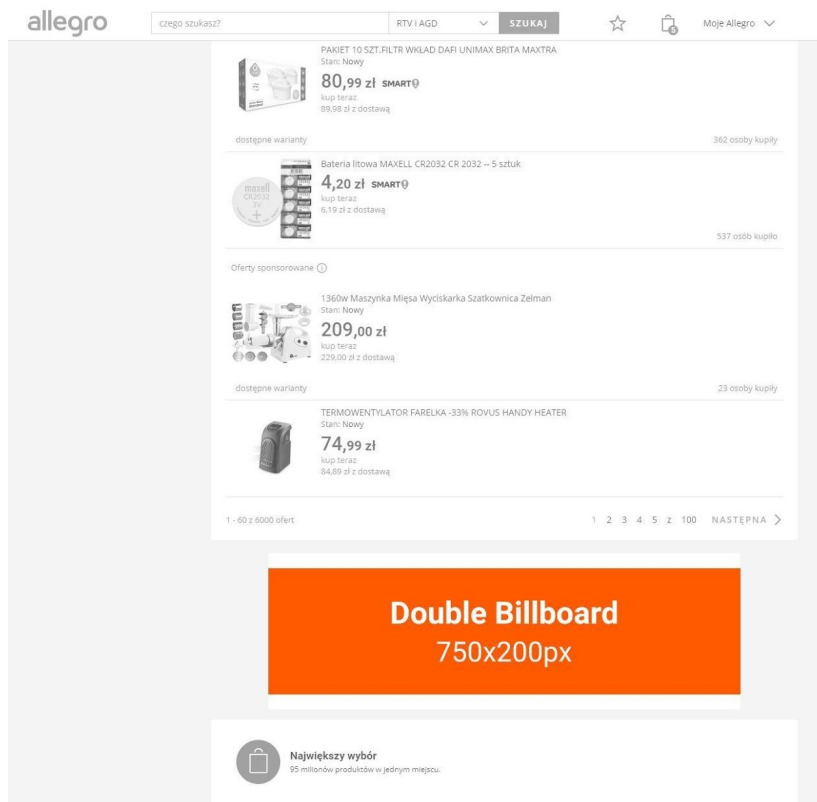 allegro
czego szukasz?
RTV i AGD
SZUKAJ
6
Moje Allegro
PAKIET 10 SZT.FILTR WKŁAD DAFI UNIMAX BRITA MAXTRA
Stan: Nowy
80,99 zł SMART
kup teraz
89,98 zł z dostawą
dostępne warianty
362 osoby kupiły
Bateria litowa MAXELL CR2032 CR 2032 -- 5 sztuk
maxell
CR2032
3V
+
4,20 zł SMART
kup teraz
6,19 zł z dostawą
537 osób kupiło
Oferty sponsorowane
1360w Maszynka Mięsa Wyciskarka Szatkownica Zelman
Stan: Nowy
209,00 zł
kup teraz
229,00 zł z dostawą
dostępne warianty
23 osoby kupiły
TERMOWENTYLATOR FARELKA -33% ROVUS HANDY HEATER
Stan: Nowy
74,99 zł
kup teraz
84,89 zł z dostawą
1 - 60 z 6000 ofert
1 2 3 4 5 z 100 NASTĘPNA
Double Billboard
750x200px
Największy wybór
95 milionów produktów w jednym miejscu.